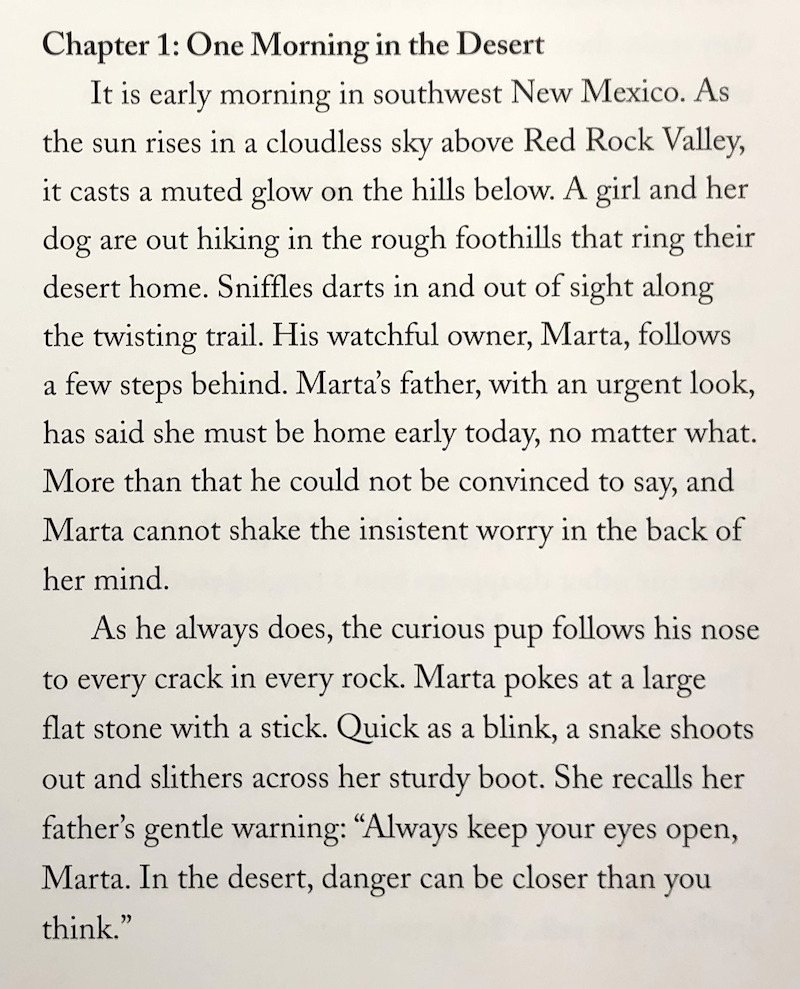 Chapter 1: One Morning in the Desert
It is early morning in southwest New Mexico. As
the sun rises in a cloudless sky above Red Rock Valley,
it casts a muted glow on the hills below. A girl and her
dog are out hiking in the rough foothills that ring their
desert home. Sniffles darts in and out of sight along
the twisting trail. His watchful owner, Marta, follows
a few steps behind. Marta’s father, with an urgent look,
has said she must be home early today, no matter what.
More than that he could not be convinced to say, and
Marta cannot shake the insistent worry in the back of
her mind.
As he always does, the curious pup follows his nose
to every crack in every rock. Marta pokes at a large
flat stone with a stick. Quick as a blink, a snake shoots
out and slithers across her sturdy boot. She recalls her
father’s gentle warning: “Always keep your eyes open,
Marta. In the desert, danger can be closer than you
think.”